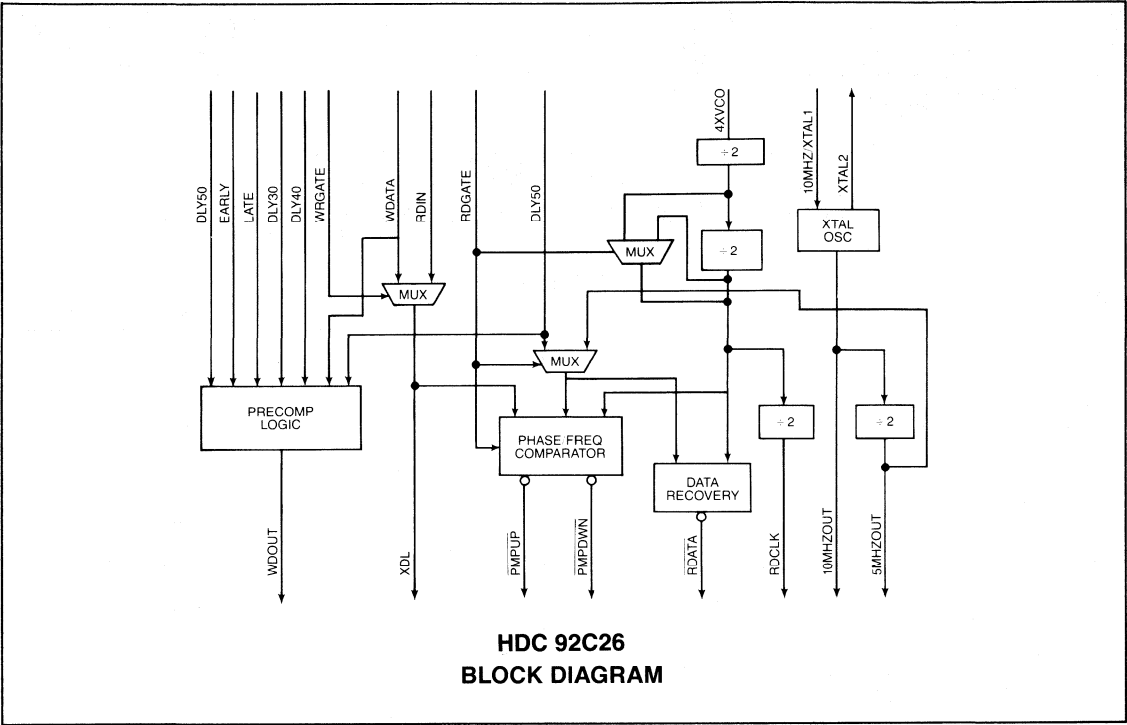 DLY50
EARLY
LATE
DLY30
DLY40
WRGATE
WDATA
RDIN
RDGATE
DLY50
4XVCO
10MHZ/XTAL1
XTAL2
÷ 2
XTAL
OSC
MUX
÷ 2
MUX
MUX
PRECOMP
LOGIC
PHASE/FREQ
COMPARATOR
÷ 2
÷ 2
DATA
RECOVERY
WDOUT
XDL
PMPUP
PMPDWN
RDATA
RDCLK
10MHZOUT
5MHZOUT
HDC 92C26
BLOCK DIAGRAM